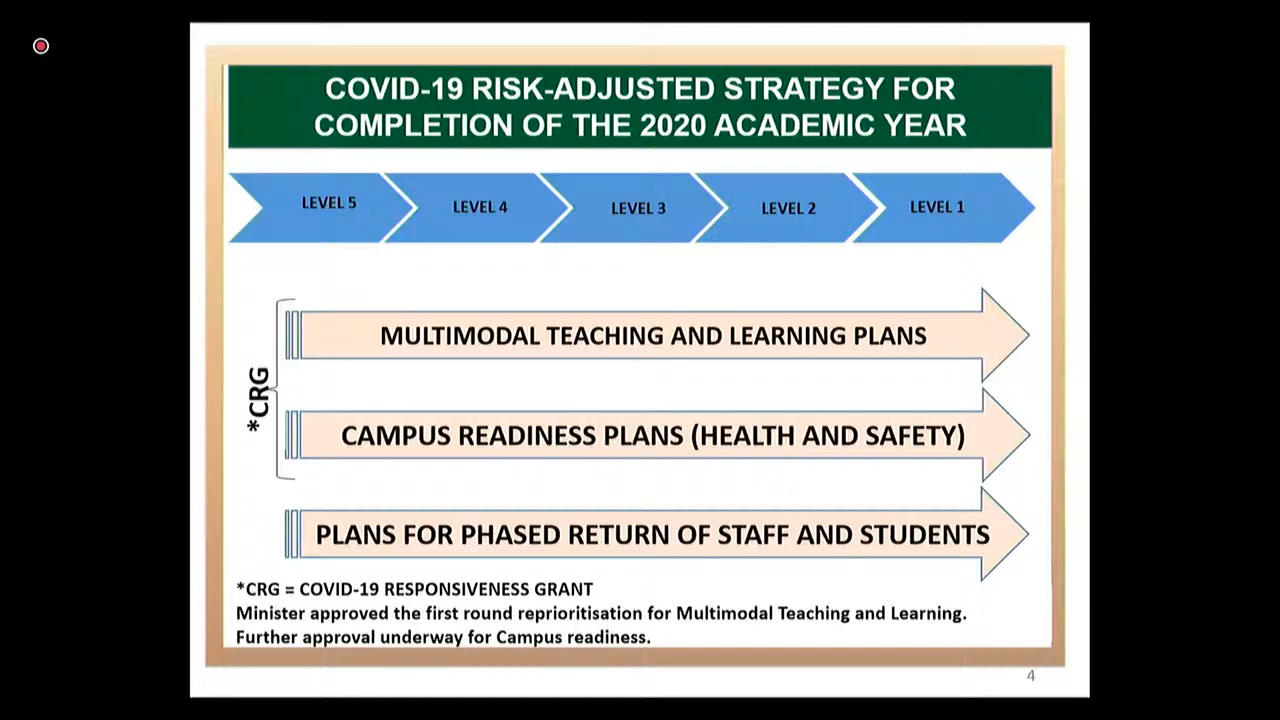 COVID-19 RISK-ADJUSTED STRATEGY FOR
COMPLETION OF THE 2020 ACADEMIC YEAR
LEVEL 5
LEVEL 4
LEVEL 3
LEVEL 2
LEVEL 1
*CRG
MULTIMODAL TEACHING AND LEARNING PLANS
CAMPUS READINESS PLANS (HEALTH AND SAFETY)
PLANS FOR PHASED RETURN OF STAFF AND STUDENTS
*CRG = COVID-19 RESPONSIVENESS GRANT
Minister approved the first round reprioritisation for Multimodal Teaching and Learning.
Further approval underway for Campus readiness.
4